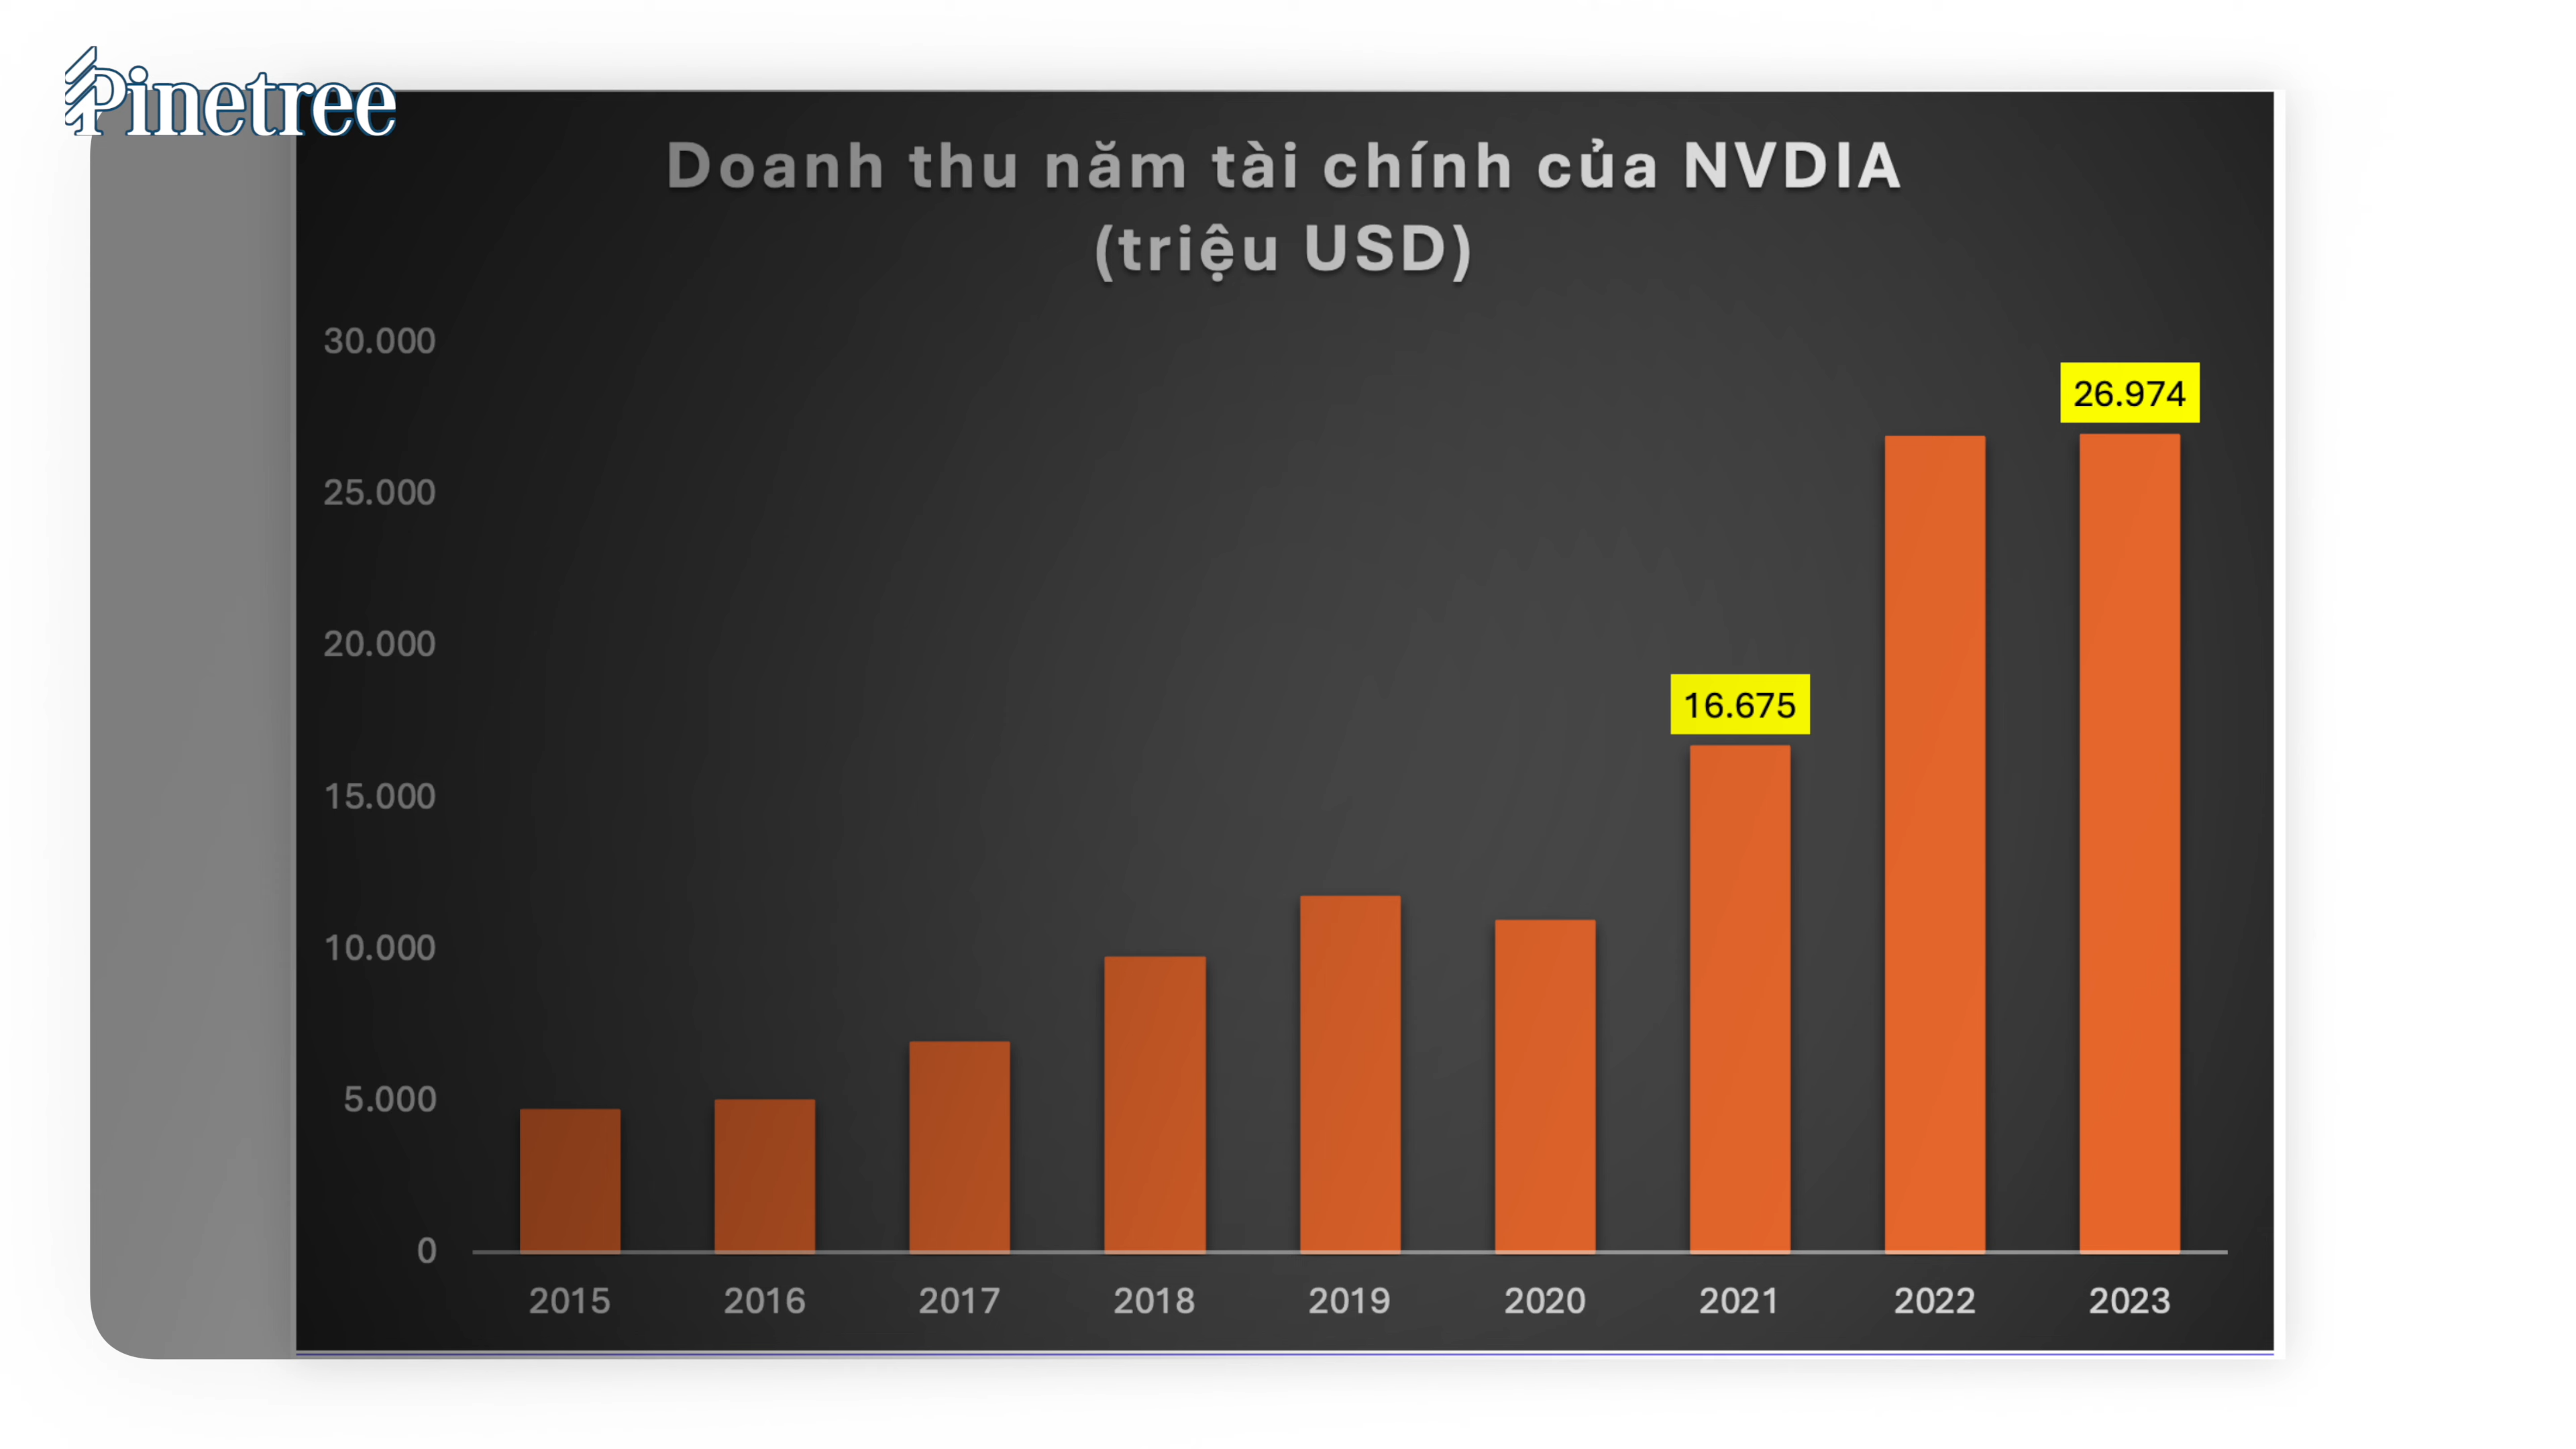 Pinetree
Doanh thu năm tài chính của NVDIA
(triệu USD)
30.000
25.000
20.000
15.000
10.000
5.000
0
26.974
16.675
2015 2016 2017 2018 2019 2020 2021 2022 2023